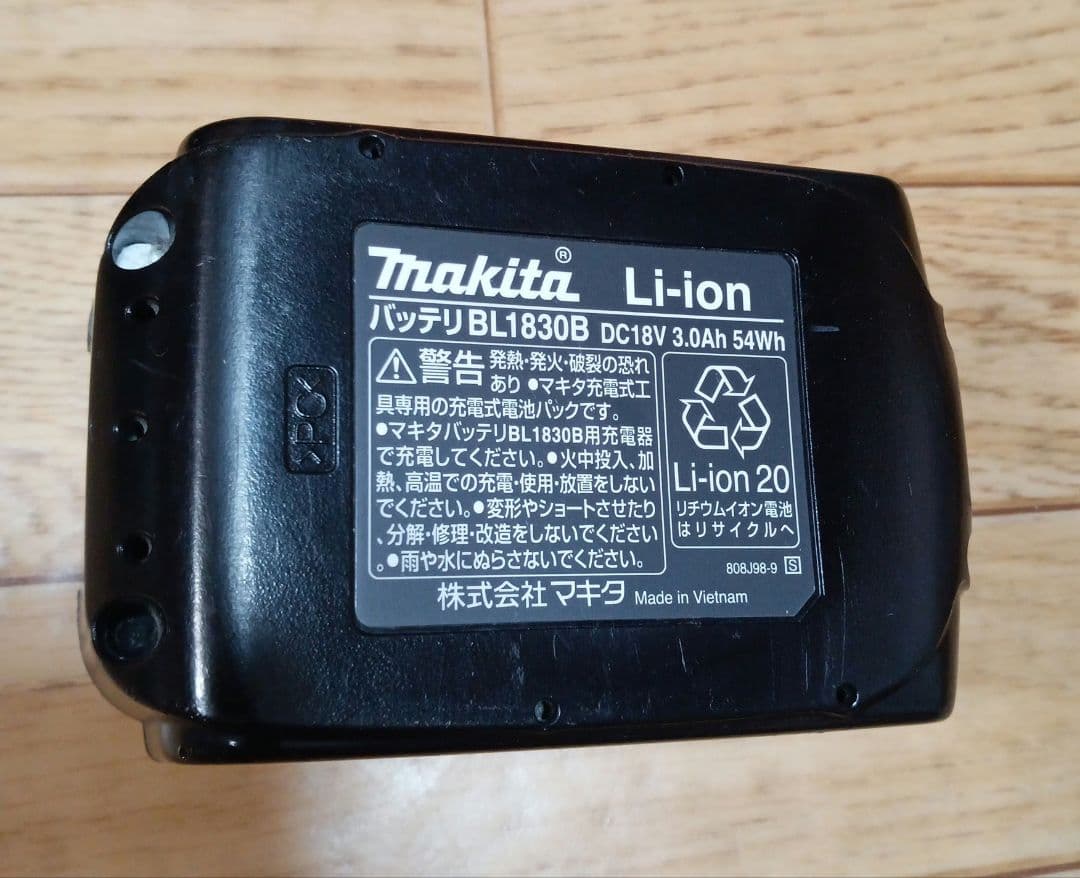 makita® Li-ion
バッテリBL1830B DC18V 3.0Ah 54Wh
警告 発熱・発火・破裂の恐れ
あり ●マキタ充電式工
具専用の充電式電池パックです。
●マキタバッテリBL1830B用充電器
で充電してください。●火中投入、加
熱、高温での充電・使用・放置をしない
でください。●変形やショートさせたり
、分解・修理・改造をしないでください
。●雨や水にぬらさないでください。
Li-ion 20
リチウムイオン電池
はリサイクルへ
808J98-9 S
株式会社 マキタ Made in Vietnam
>PC<